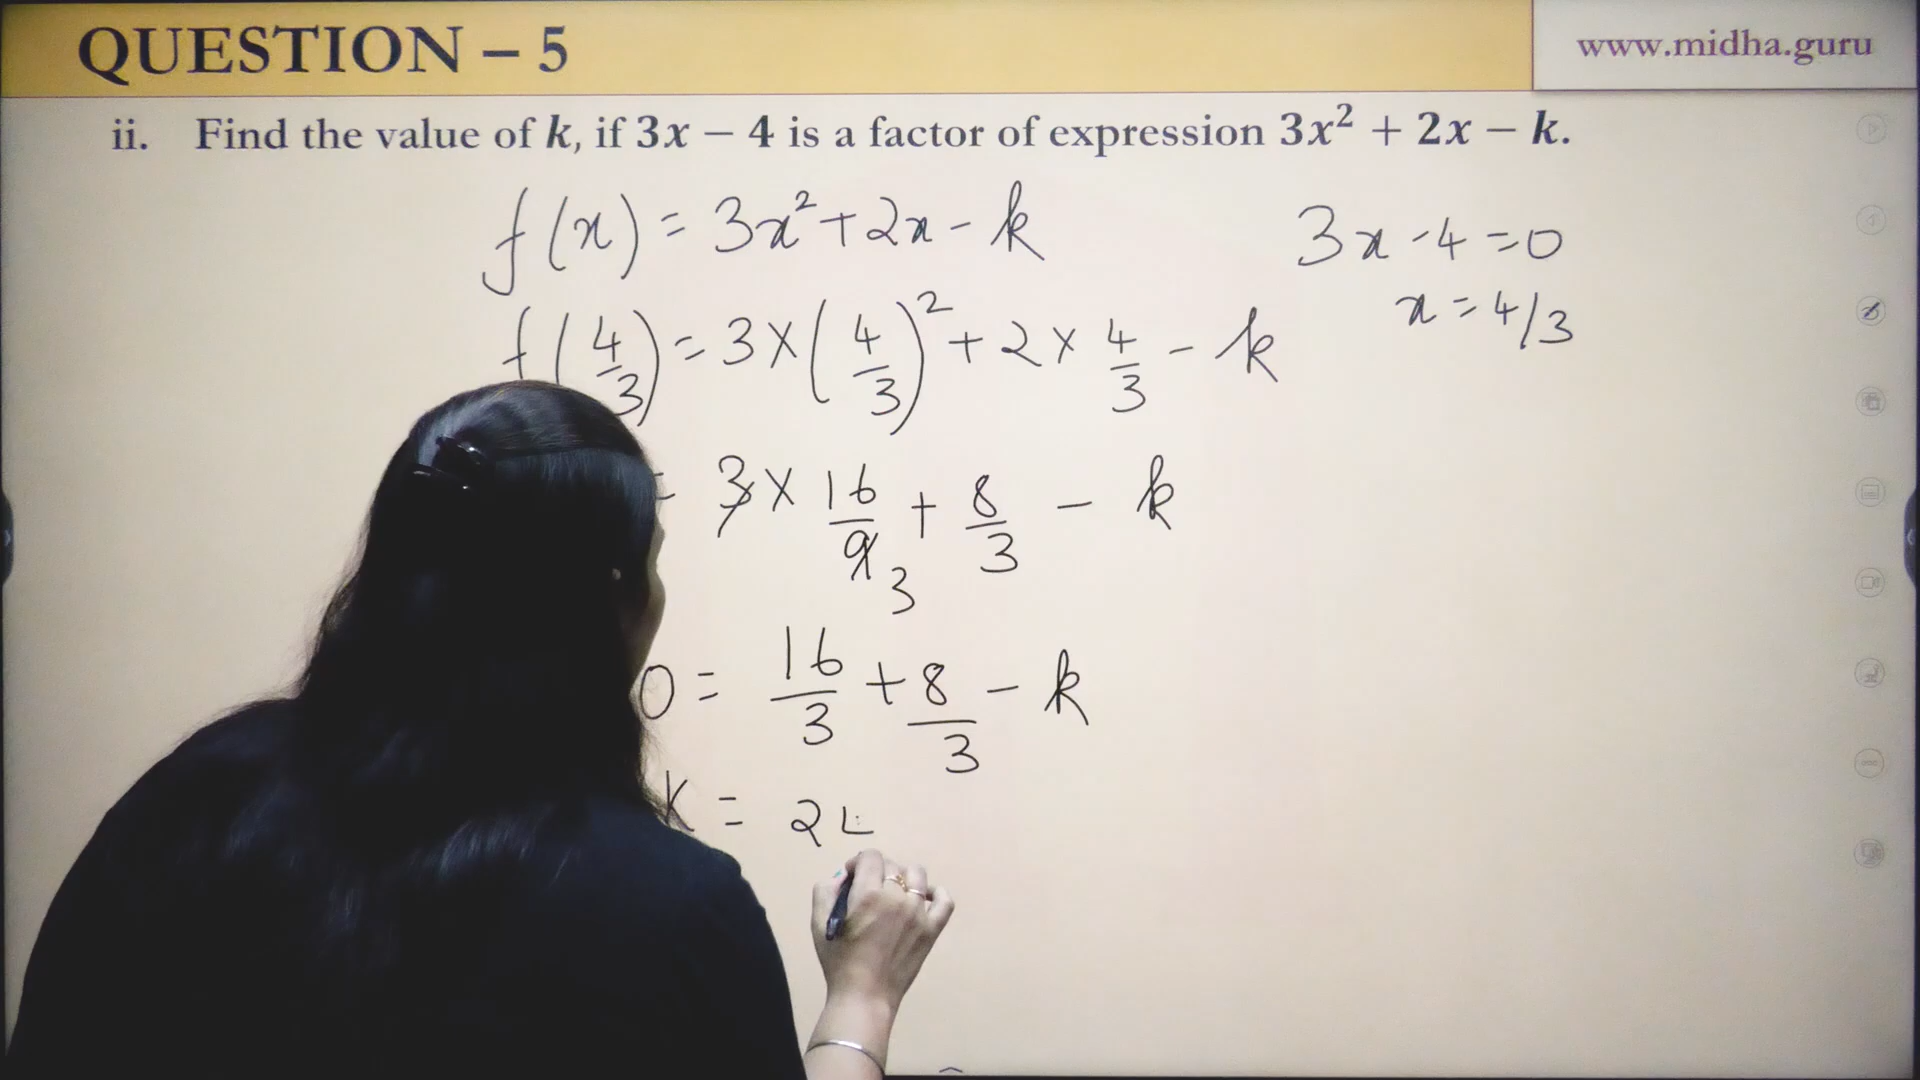 QUESTION – 5
www.midha.guru
ii. Find the value of k, if 3x – 4 is a factor of expression 3x² + 2x – k.
f(x) = 3x² + 2x - k
3x - 4 = 0
x = 4/3
f(4/3) = 3 × (4/3)² + 2 × 4/3 - k
= 3 × 16/9 3 + 8/3 - k
0 = 16/3 + 8/3 - k
k = 24